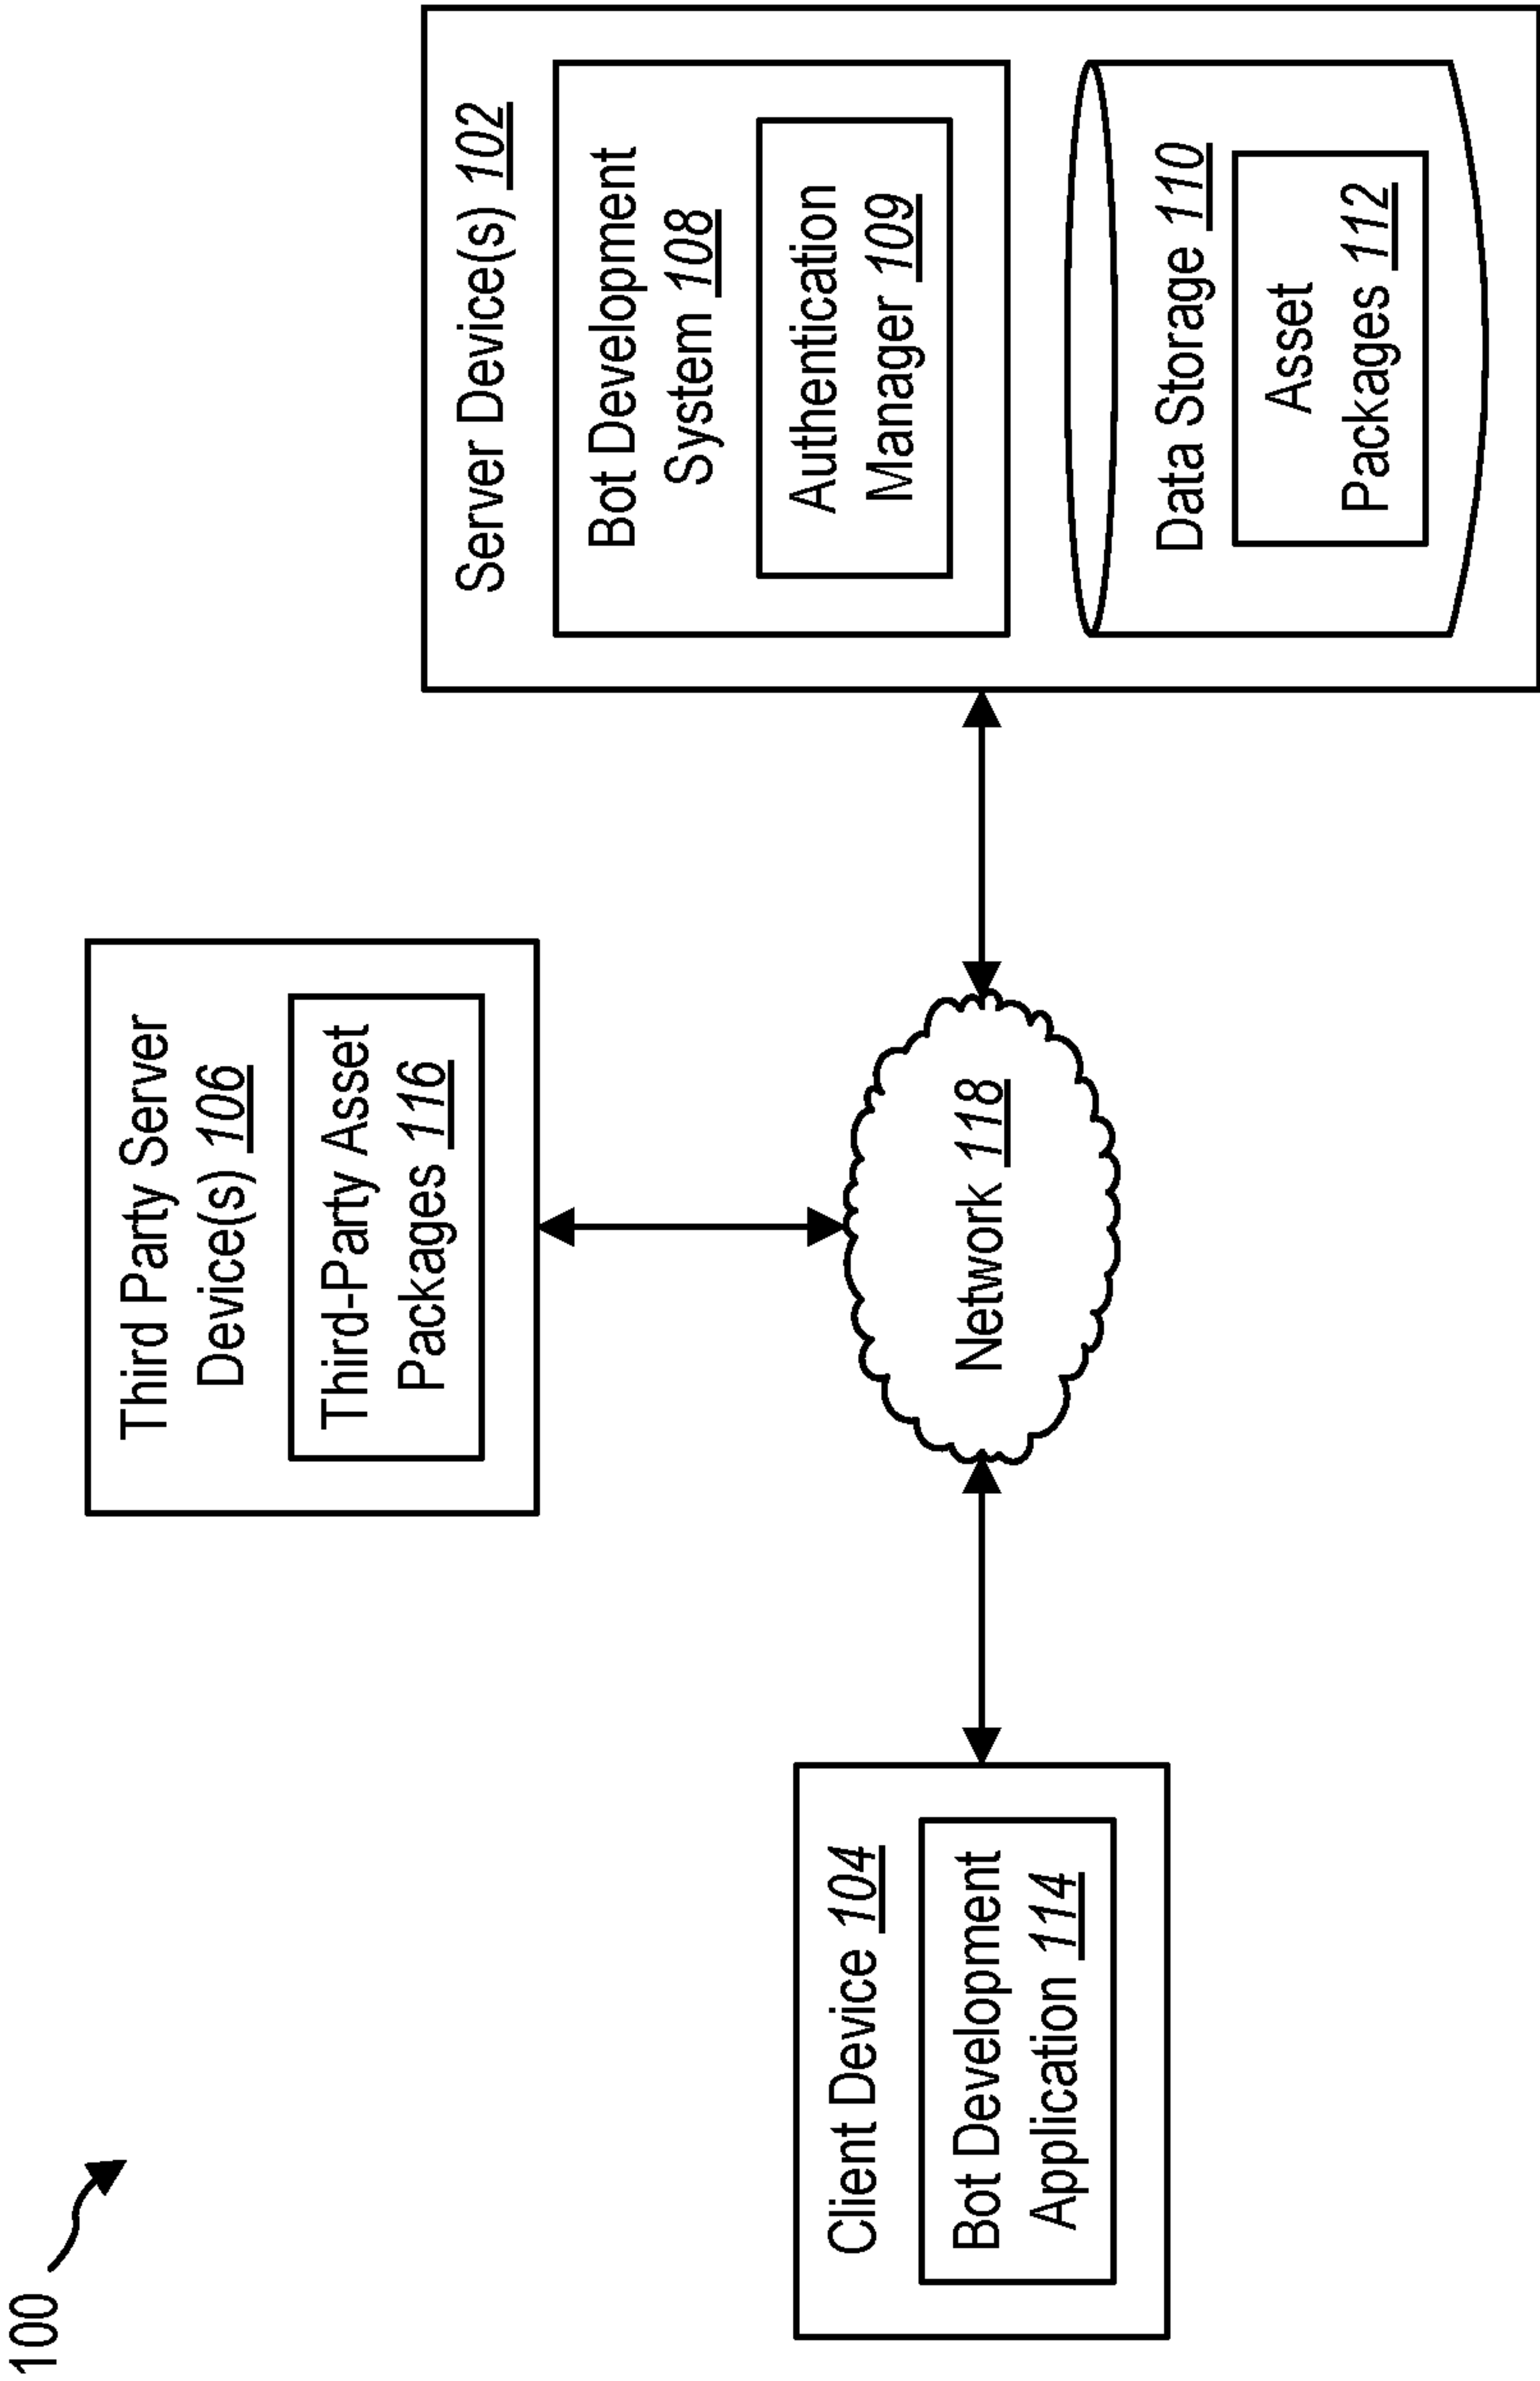 100
Third Party Server
Device(s) 106
Third-Party Asset
Packages 116
Client Device 104
Bot Development
Application 114
Network 118
Server Device(s) 102
Bot Development
System 108
Authentication
Manager 109
Data Storage 110
Asset
Packages 112